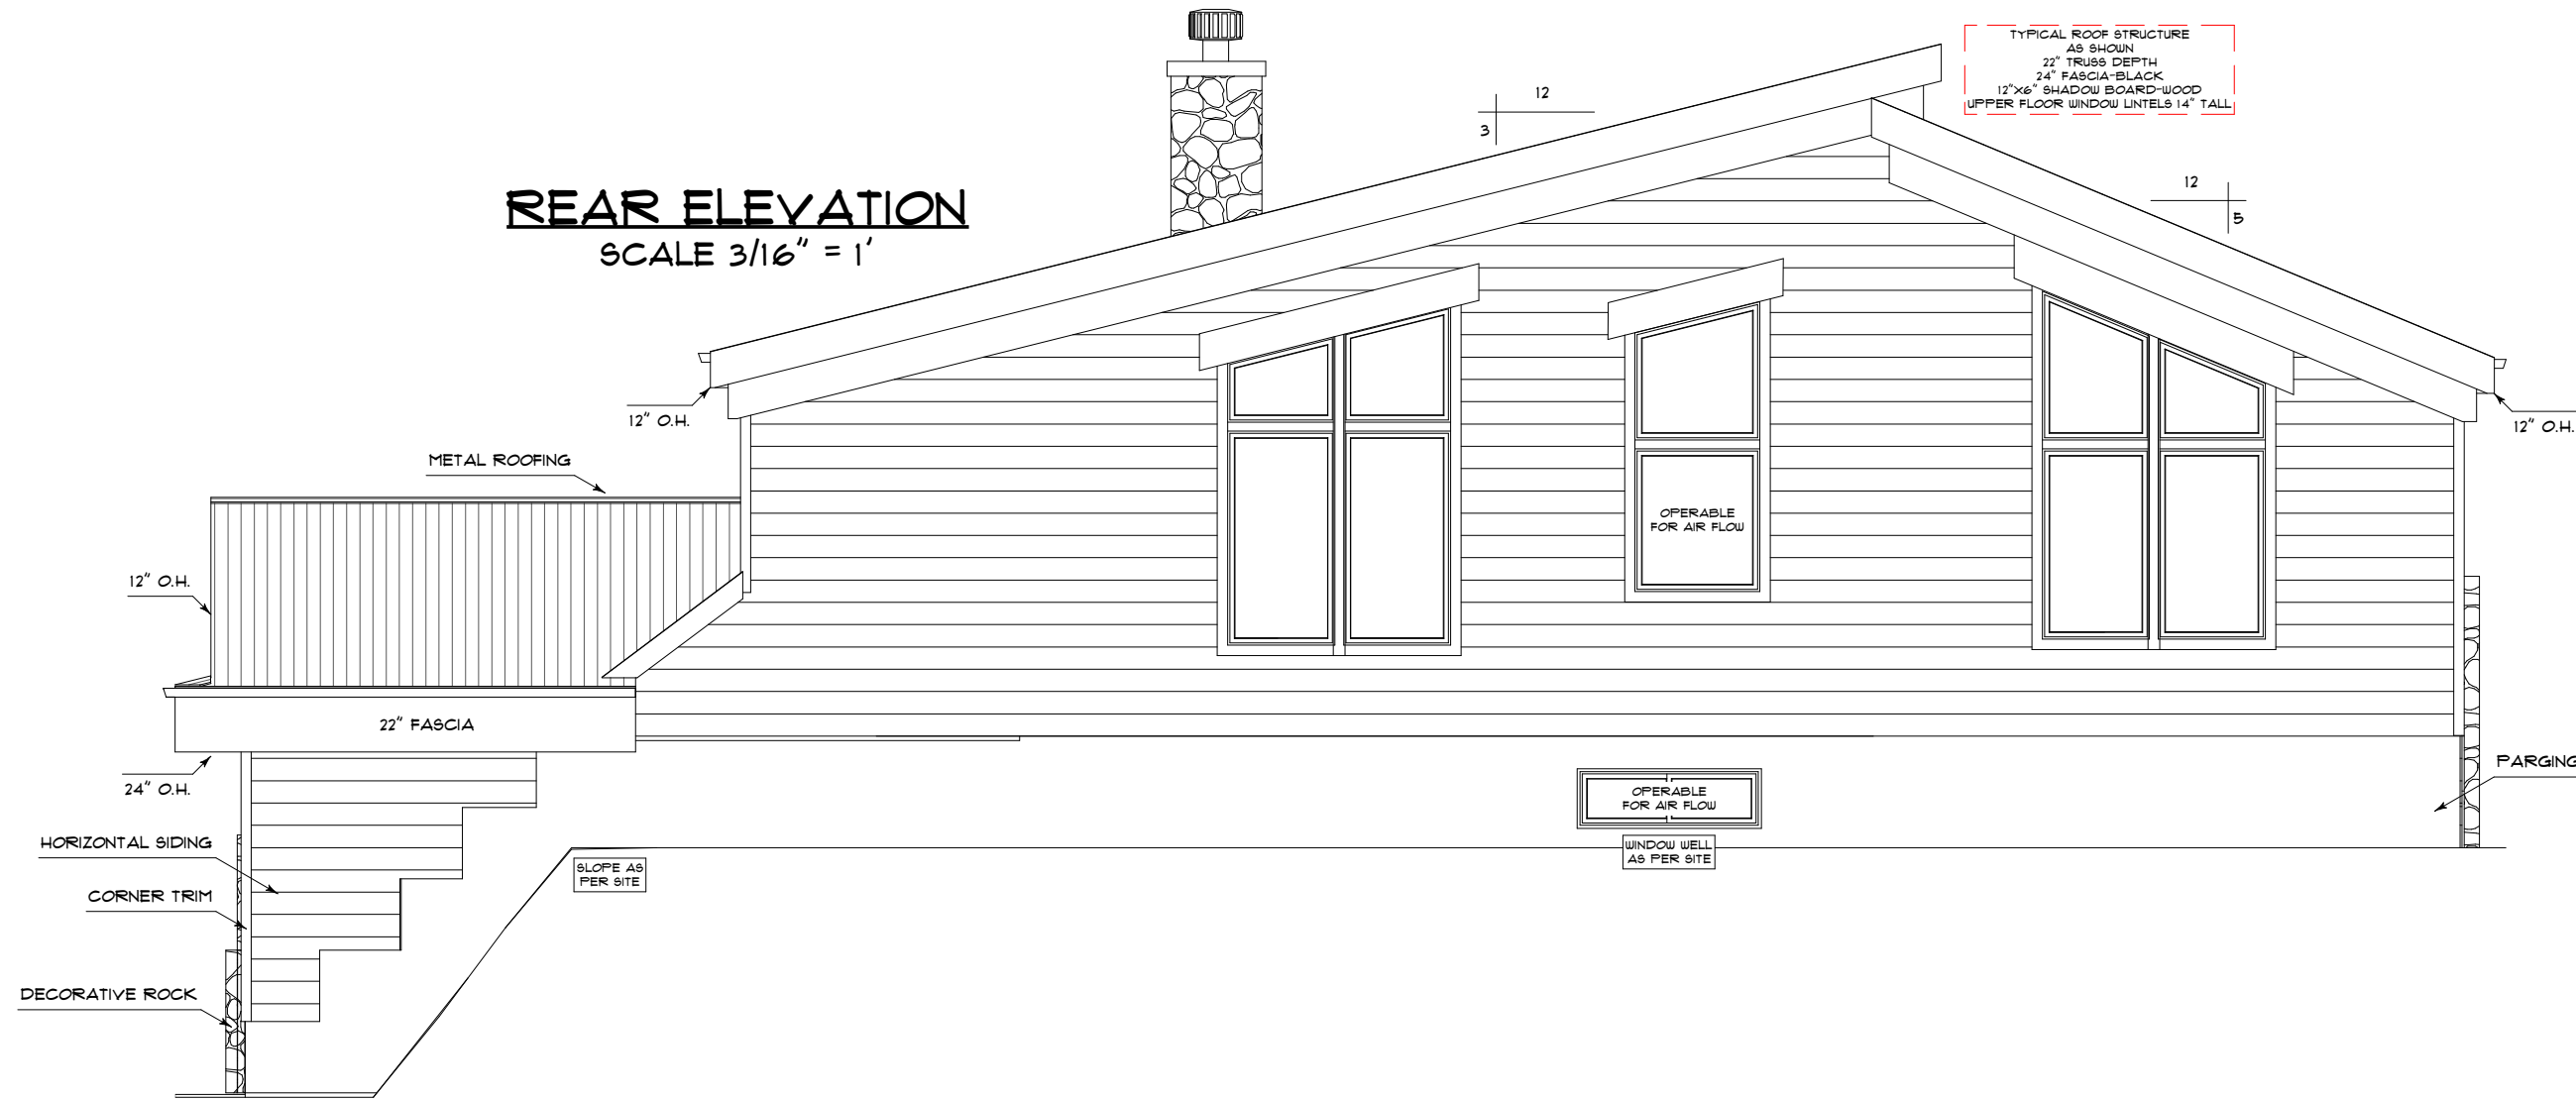 TYPICAL ROOF STRUCTURE
AS SHOWN
22" TRUSS DEPTH
24" FASCIA-BLACK
12"X6" SHADOW BOARD-WOOD
UPPER FLOOR WINDOW LINTELS 14" TALL
12
3
12
5
REAR ELEVATION
SCALE 3/16" = 1'
12" O.H.
12" O.H.
METAL ROOFING
OPERABLE
FOR AIR FLOW
12" O.H.
22" FASCIA
24" O.H.
PARGING
OPERABLE
FOR AIR FLOW
HORIZONTAL SIDING
WINDOW WELL
AS PER SITE
SLOPE AS
PER SITE
CORNER TRIM
DECORATIVE ROCK